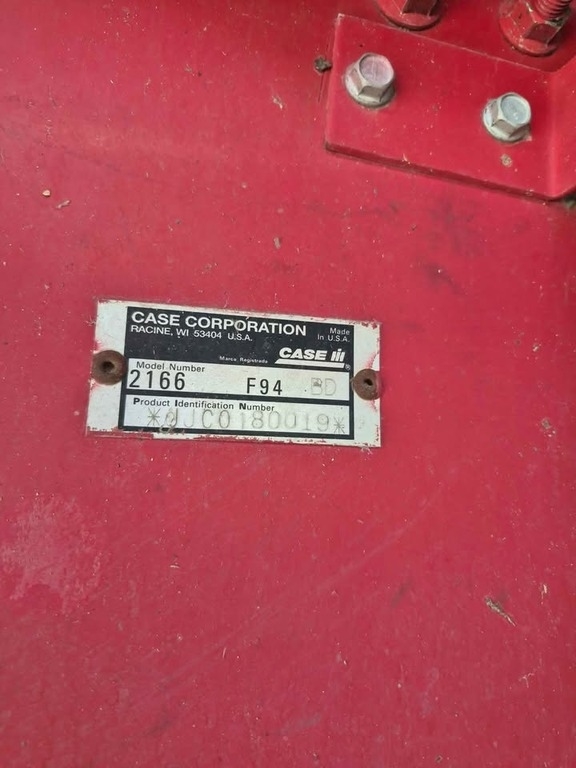 CASE CORPORATION
RACINE, WI 53404 U.S.A.
Made
In U.S.A.
Marca Registrada
CASE IH®
Model Number
2166 F94 BD
Product Identification Number
*JJC0180019*